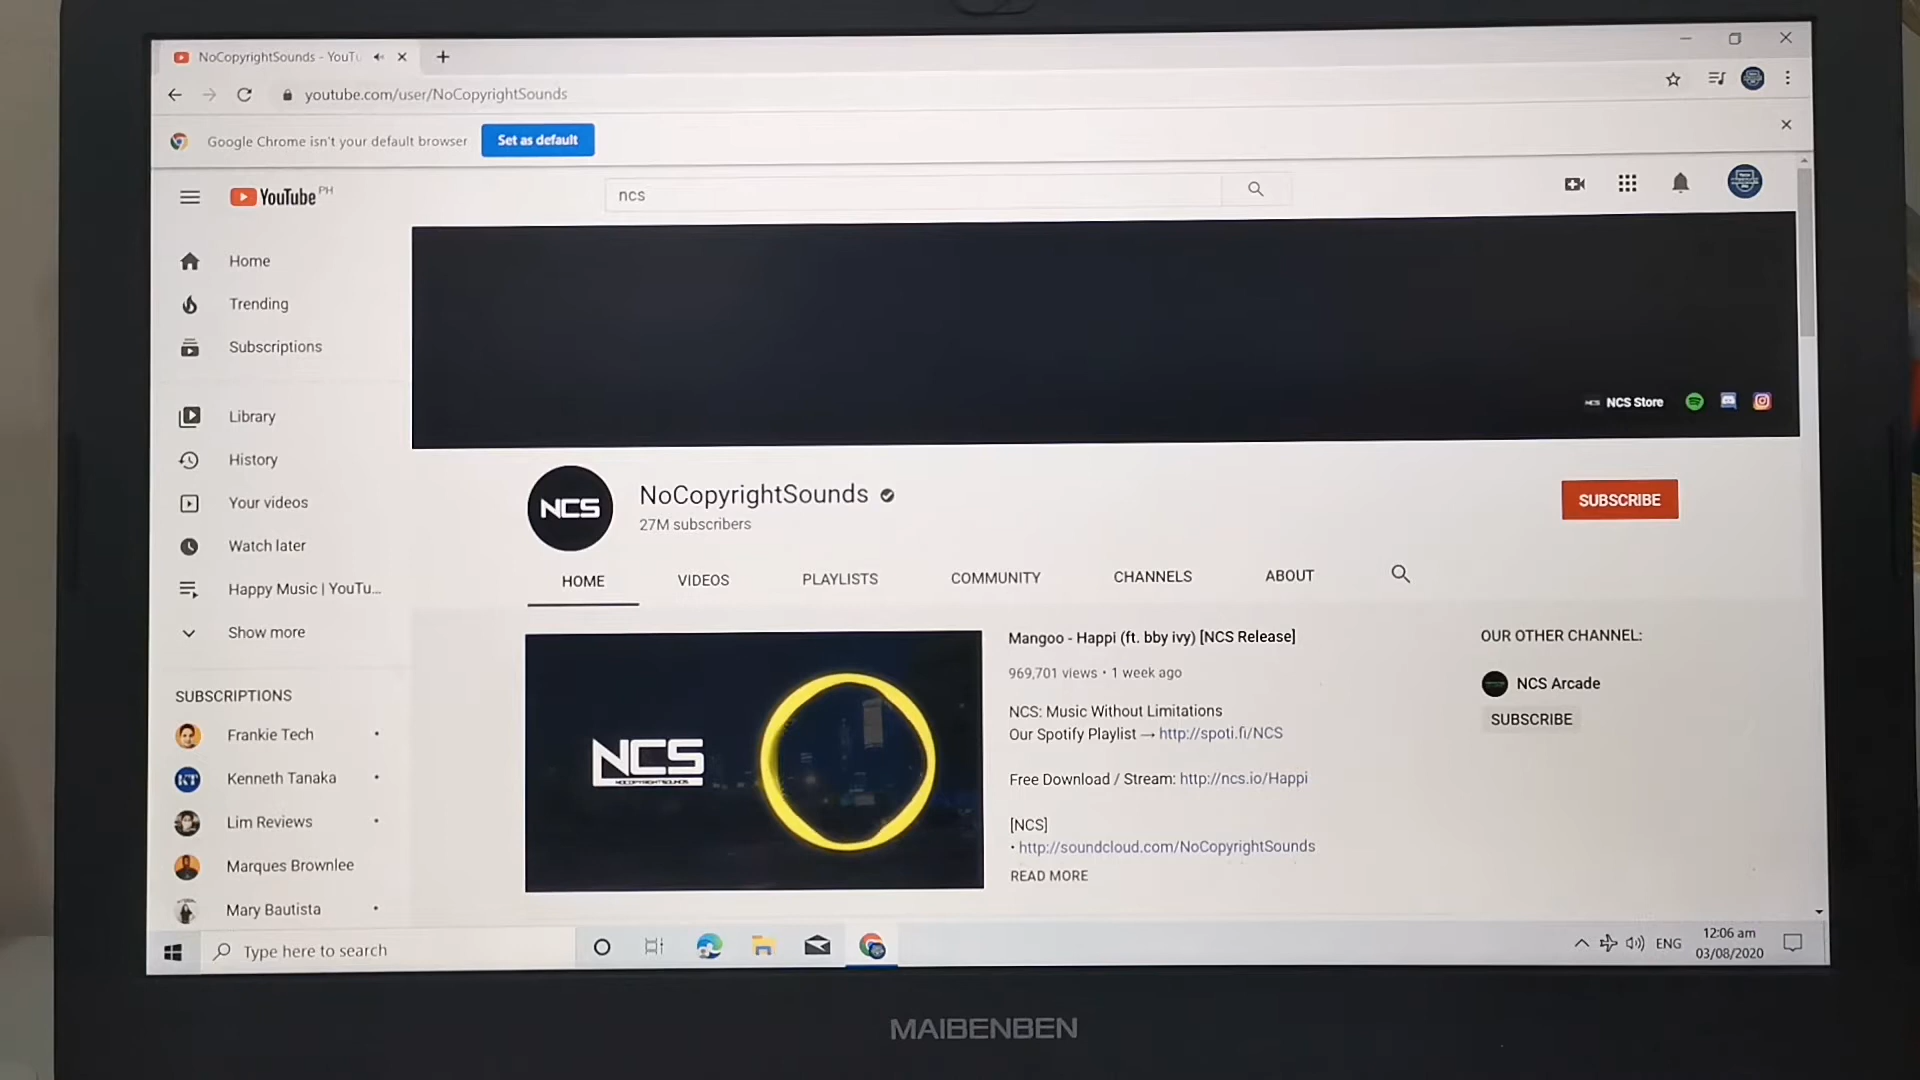 NoCopyrightSounds - YouTu
youtube.com/user/NoCopyrightSounds
Google Chrome isn't your default browser
Set as default
YouTube PH
ncs
Home
Trending
Subscriptions
Library
History
Your videos
Watch later
Happy Music | YouTu...
Show more
SUBSCRIPTIONS
Frankie Tech
KT
Kenneth Tanaka
Lim Reviews
Marques Brownlee
Mary Bautista
NCS Store
NCS
NoCopyrightSounds
27M subscribers
SUBSCRIBE
HOME
VIDEOS
PLAYLISTS
COMMUNITY
CHANNELS
ABOUT
NCS
NOCOPYRIGHTSOUNDS
Mangoo - Happi (ft. bby ivy) [NCS Release]
969,701 views • 1 week ago
NCS: Music Without Limitations
Our Spotify Playlist → http://spoti.fi/NCS
Free Download / Stream: http://ncs.io/Happi
[NCS]
• http://soundcloud.com/NoCopyrightSounds
READ MORE
OUR OTHER CHANNEL:
NCS Arcade
SUBSCRIBE
Type here to search
ENG
12:06 am
03/08/2020
MAIBENBEN